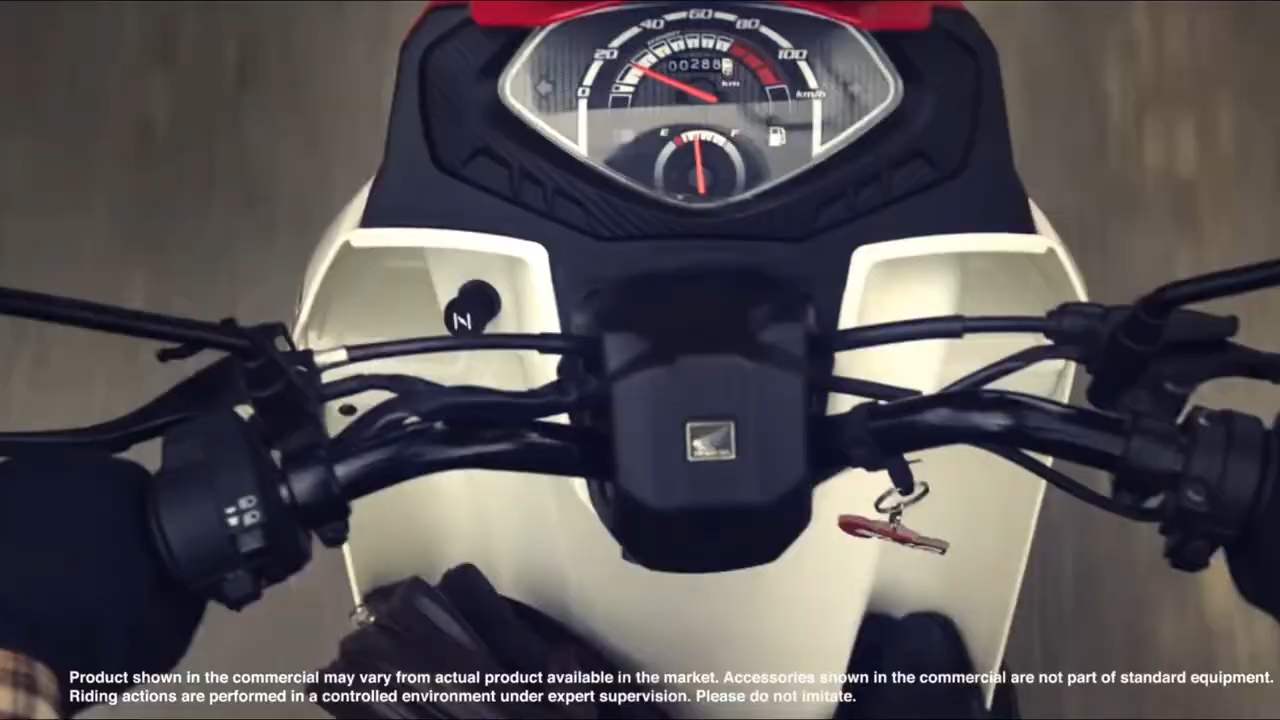 60
40 80
20 100
00288
km
0 km/h
E F
Product shown in the commercial may vary from actual product available in the market. Accessories shown in the commercial are not part of standard equipment.
Riding actions are performed in a controlled environment under expert supervision. Please do not imitate.